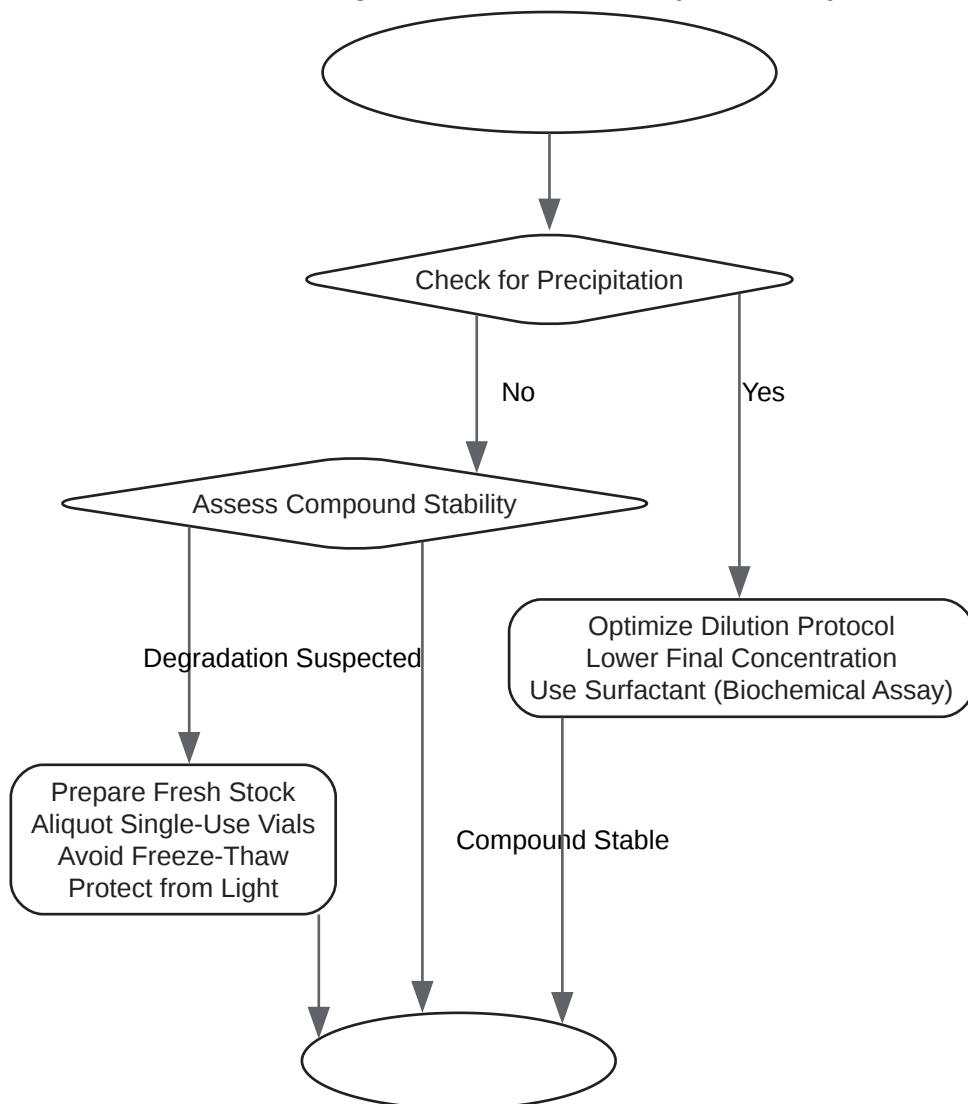 Check for Precipitation
No
Yes
Assess Compound Stability
Optimize Dilution Protocol
Lower Final Concentration
Use Surfactant (Biochemical Assay)
Degradation Suspected
Prepare Fresh Stock
Aliquot Single-Use Vials
Avoid Freeze-Thaw
Protect from Light
Compound Stable